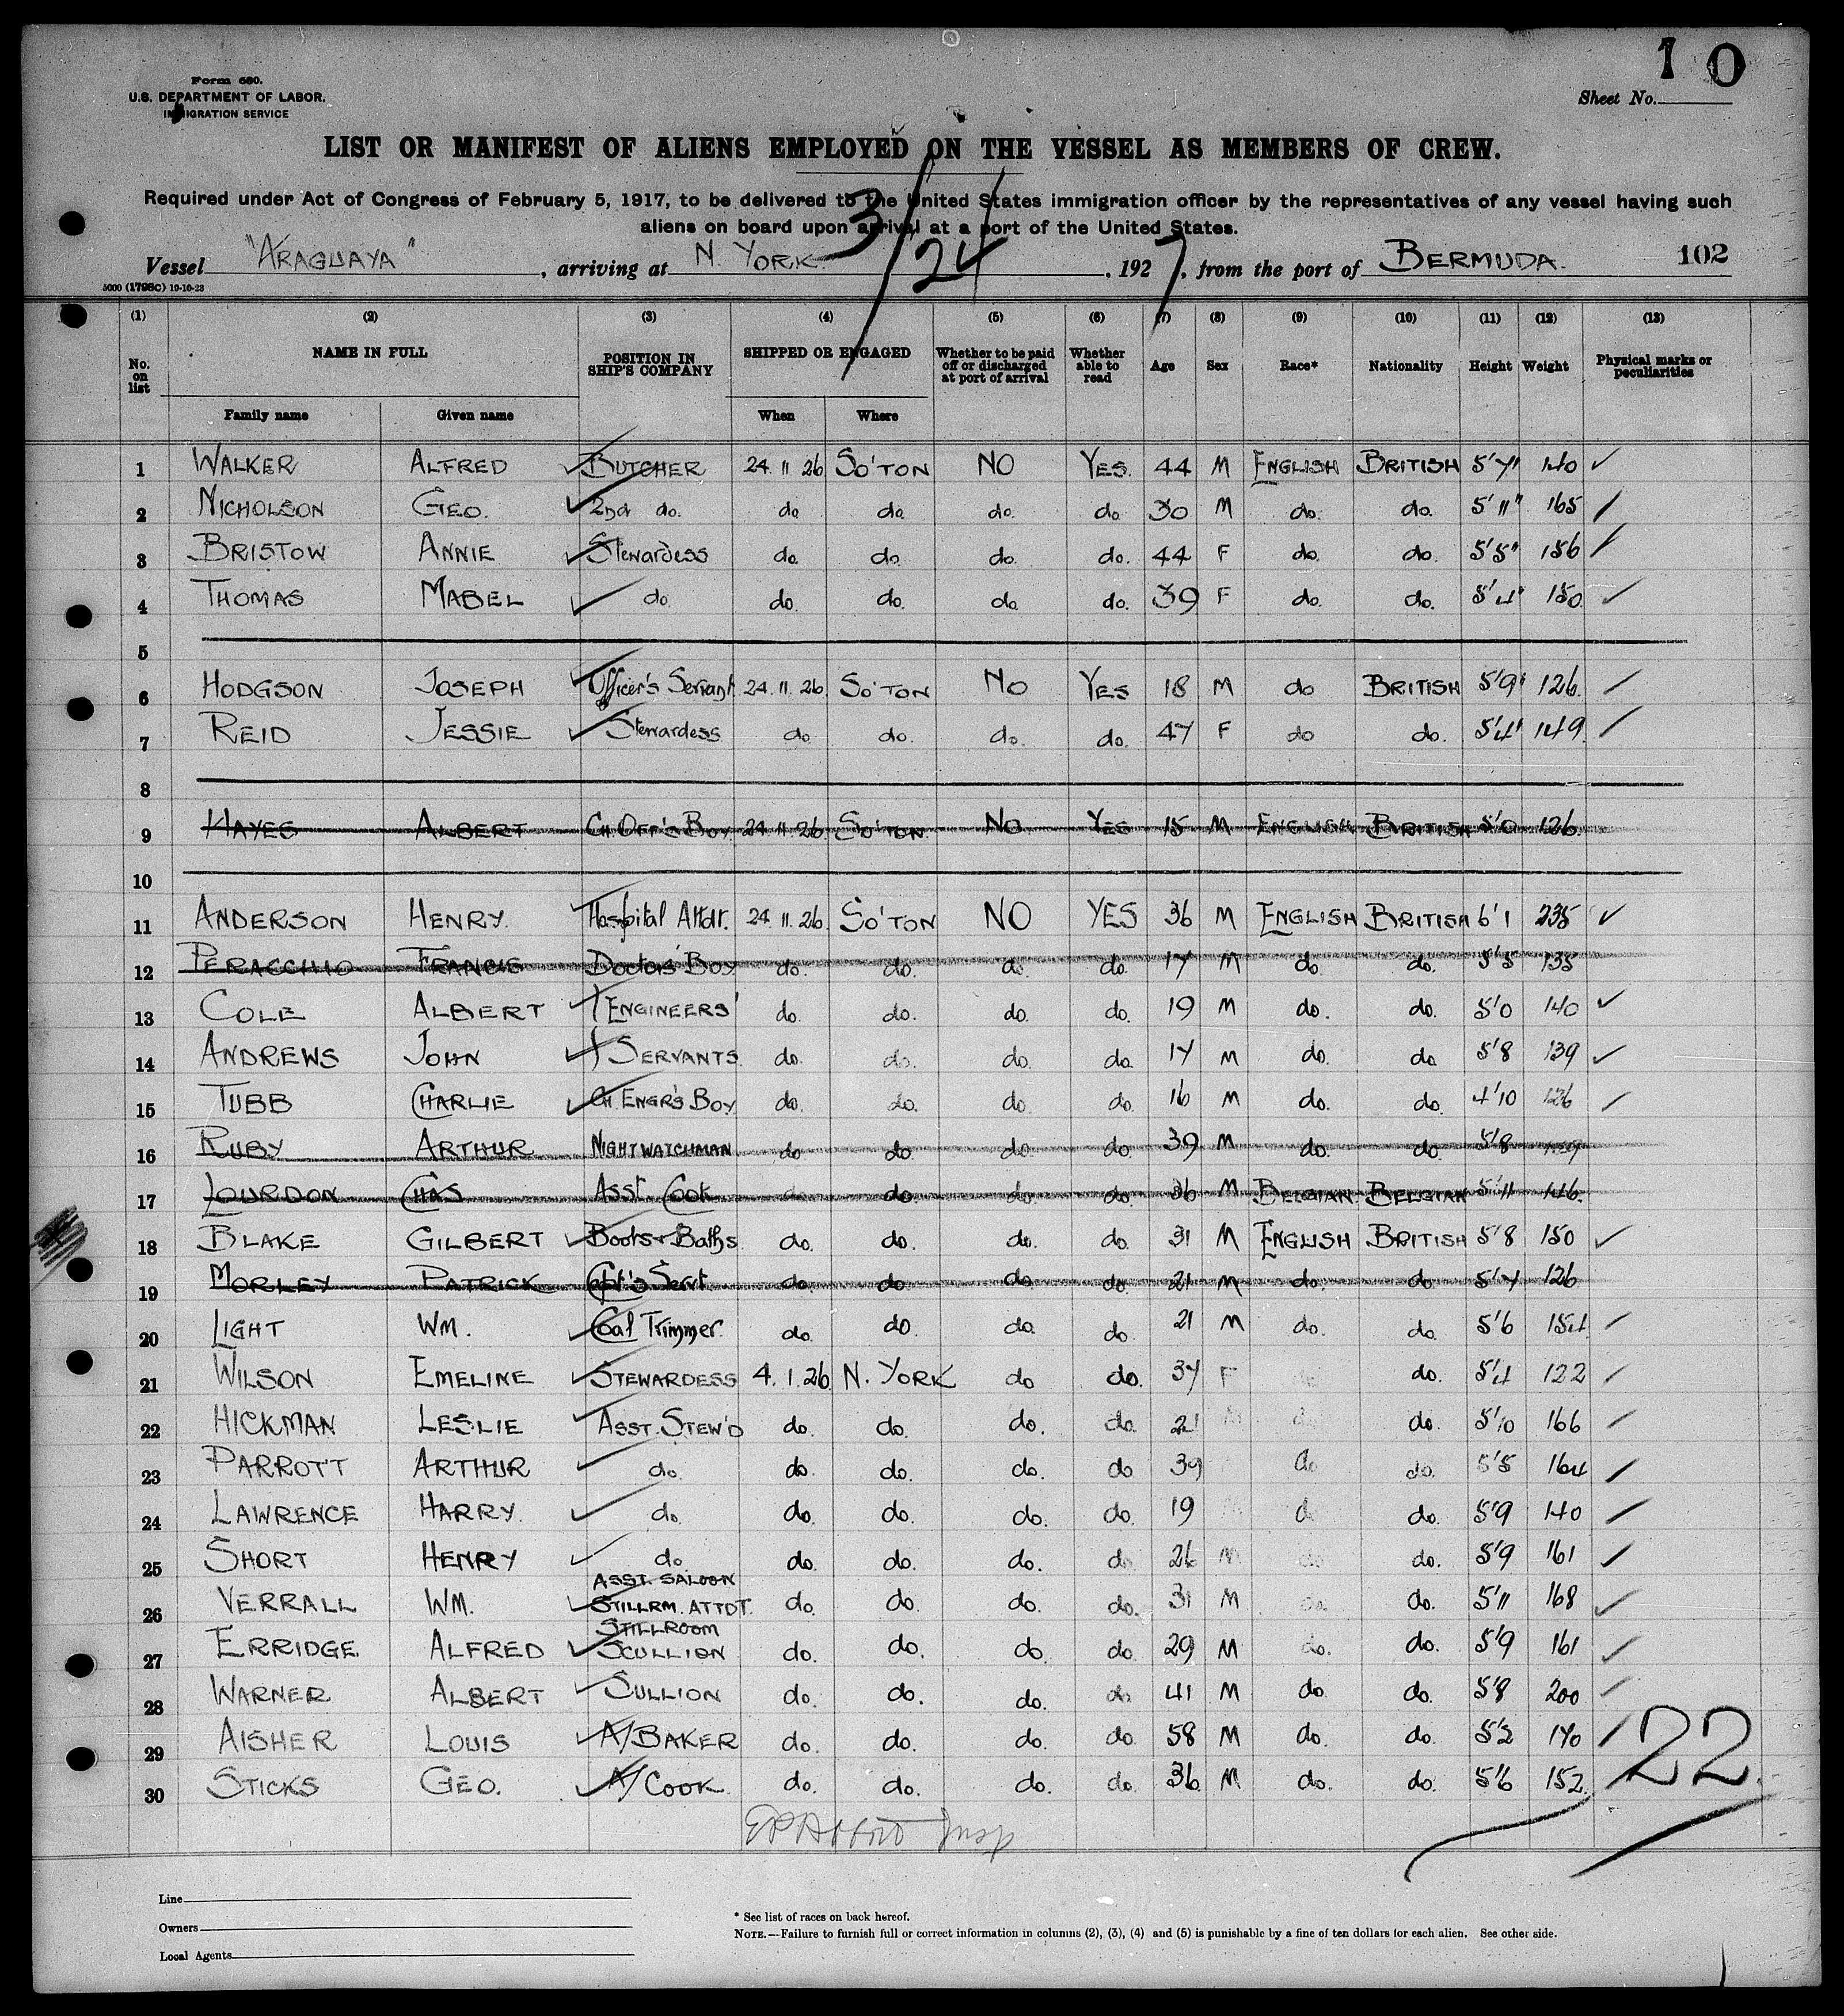 10
Form 680.
U.S. DEPARTMENT OF LABOR.
IMMIGRATION SERVICE
Sheet No.
LIST OR MANIFEST OF ALIENS EMPLOYED ON THE VESSEL AS MEMBERS OF CREW.
Required under Act of Congress of February 5, 1917, to be delivered to the United States immigration officer by the representatives of any vessel having such
aliens on board upon arrival at a port of the United States.
Vessel "ARAGUAYA", arriving at N. YORK. 3/24, 1927, from the port of BERMUDA. 102
5000 (1798C) 19-10-23
(1) (2) (3) (4) (5) (6) (7) (8) (9) (10) (11) (12) (13)
No. on list NAME IN FULL POSITION IN SHIP'S COMPANY SHIPPED OR ENGAGED Whether to be paid off or discharged at port of arrival Whether able to read Age Sex Race* Nationality Height Weight Physical marks or peculiarities
Family name Given name When Where
1 WALKER ALFRED BUTCHER 24.11.26 SO'TON NO YES. 44 M ENGLISH BRITISH 5'7" 140
2 NICHOLSON GEO. 2nd do. do do. do. do. 30 M do. do. 5'11" 165
3 BRISTOW ANNIE Stewardess do. do. do. do. 44 F do. do. 5'5" 156
4 THOMAS MABEL do. do. do. do. do. 39 F do. do. 5'4" 150.
5
6 HODGSON JOSEPH Officer's Servant. 24.11.26. SO'TON NO YES 18 M do BRITISH 5'9" 126.
7 REID JESSIE Stewardess do. do. do. do. 47 F do do. 5'4" 149
8
9 HAYES ALBERT CH. OFF'S BOY. 24.11.26. SO'TON. NO YES 15 M ENGLISH BRITISH 5'0 126.
10
11 ANDERSON HENRY. Hospital Attdt. 24.11.26. SO'TON NO YES 36 M ENGLISH BRITISH 6'1 235
12 PERACCHIO FRANCIS Doctors' Boy. do. do. do. do. 17 M do. do. 5'5 135
13 COLE ALBERT ENGINEERS' do. do. do. do. 19 M do. do. 5'0 140
14 ANDREWS JOHN SERVANTS. do. do. do. do. 17 M do. do 5'8 139
15 TUBB CHARLIE CH. ENGR'S BOY. do. do. do. do. 16 M do. do. 4'10 126
16 RUBY ARTHUR. NIGHTWATCHMAN do do do. do 39 M do. do. 5'8
17 LOURDON CHAS ASST. COOK do do. do. 36 M BELGIAN BELGIAN 5'11 146.
18 BLAKE GILBERT Boots & Baths. do. do. do. do. 31 M ENGLISH BRITISH 5'8 150
19 MORLEY PATRICK Capt's Servt do. do do do. 21 M do. do 5'7 126
20 LIGHT WM. Coal Trimmer. do. do. do. do. 21 M do. do. 5'6 154
21 WILSON EMELINE STEWARDESS 4.1.26. N. YORK do do. 37 F do. 5'4 122
22 HICKMAN LESLIE ASST. STEW'D do. do. do. do. 21 do. 5'10 166
23 PARROTT ARTHUR do. do. do. do. do 39 do do. 5'5 164
24 LAWRENCE HARRY. do. do. do. do. do. 19 do. 5'9 140
25 SHORT HENRY do do. do. do. do 26 M do. 5'9 161
26 VERRALL WM. ASST. SALOON STILLRM. ATTDT. do. do. do. do. 31 M do. 5'11 168
27 ERRIDGE ALFRED STILLROOM SCULLION do. do. do do. 29 M do. do. 5'9 161
28 WARNER ALBERT SULLION do. do. do. do. 41 M do. do. 5'8 200
29 AISHER LOUIS A/BAKER do. do. do. do. 58 M do. do. 5'2 170
30 STICKS GEO. A/COOK do. do. do. do. 36 M do. do. 5'6 152.
22
Insp
Line
Owners
Local Agents
* See list of races on back hereof.
NOTE.—Failure to furnish full or correct information in columns (2), (3), (4) and (5) is punishable by a fine of ten dollars for each alien. See other side.